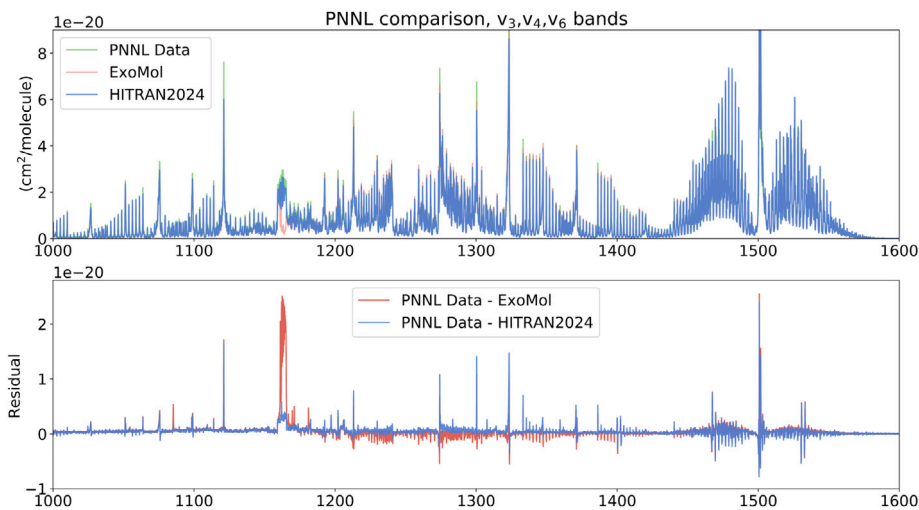 PNNL comparison, v₃,v₄,v₆ bands
1e−20
PNNL Data
ExoMol
HITRAN2024
8
6
4
2
0
(cm²/molecule)
1000 1100 1200 1300 1400 1500 1600
1e−20
PNNL Data - ExoMol
PNNL Data - HITRAN2024
2
1
0
−1
Residual
1000 1100 1200 1300 1400 1500 1600